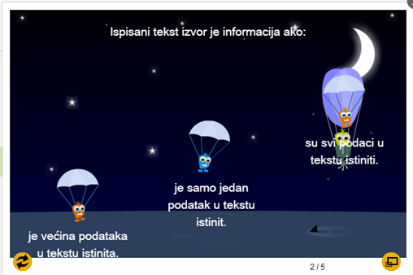 Ispisani tekst izvor je informacija ako:
su svi podaci u
tekstu istiniti.
je samo jedan
podatak u tekstu
istinit.
je većina podataka
u tekstu istinita.
2 / 5